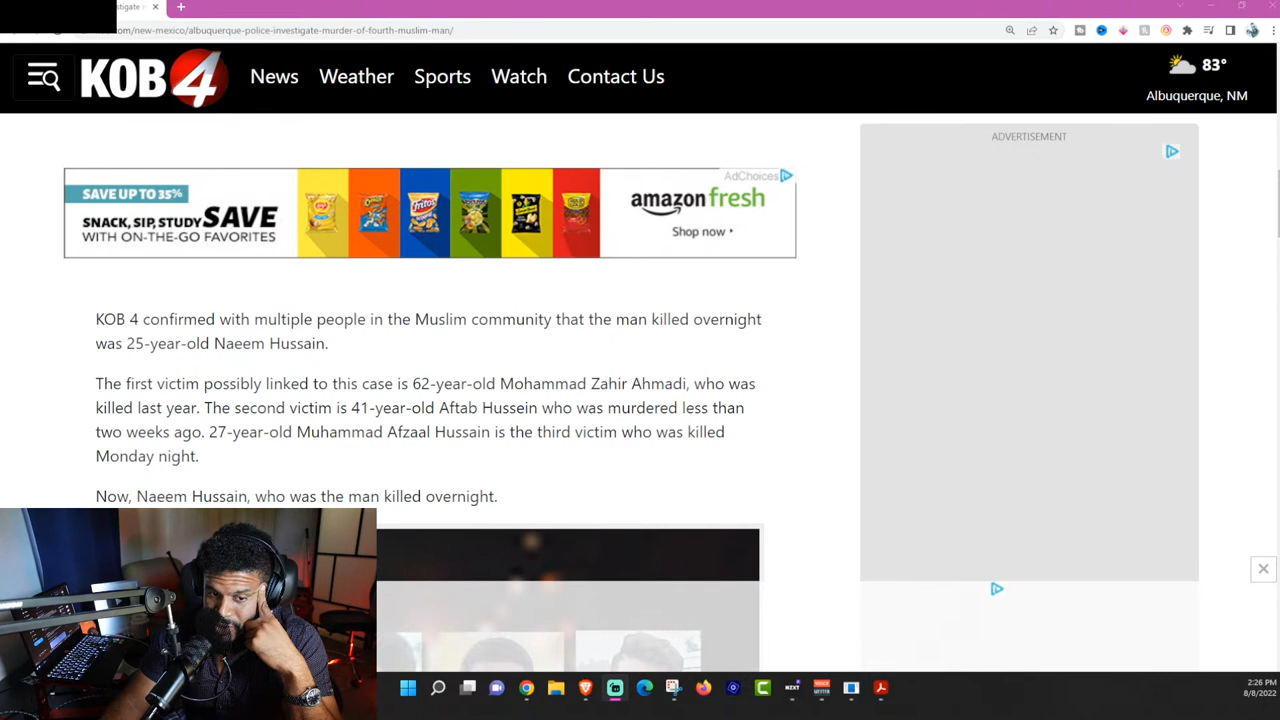 estigate
.com/new-mexico/albuquerque-police-investigate-murder-of-fourth-muslim-man/
KOB 4 News Weather Sports Watch Contact Us
83°
Albuquerque, NM
ADVERTISEMENT
AdChoices
SAVE UP TO 35%
SNACK, SIP, STUDY SAVE
WITH ON-THE-GO FAVORITES
Lay's
Cheetos
Fritos
amazon fresh
Shop now
KOB 4 confirmed with multiple people in the Muslim community that the man killed overnight
was 25-year-old Naeem Hussain.
The first victim possibly linked to this case is 62-year-old Mohammad Zahir Ahmadi, who was
killed last year. The second victim is 41-year-old Aftab Hussein who was murdered less than
two weeks ago. 27-year-old Muhammad Afzaal Hussain is the third victim who was killed
Monday night.
Now, Naeem Hussain, who was the man killed overnight.
2:26 PM
8/8/2022